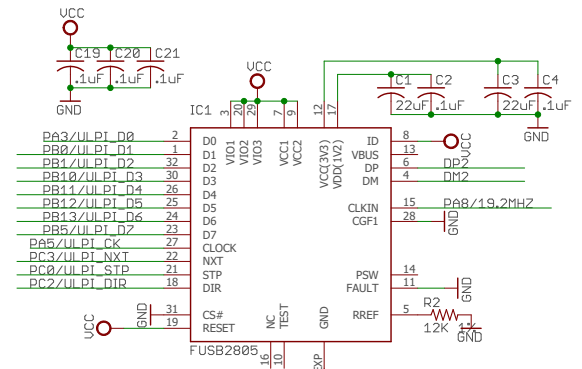 VCC
C19 C20 C21
.1uF .1uF .1uF
GND
VCC
IC1
3 20 29 7 9 12 17
VIO1 VIO2 VIO3 VCC1 VCC2 VCC(3V3) VDD(1V2)
C1 C2 C3 C4
22uF .1uF 22uF .1uF
GND
PA3/ULPI_D0 2 D0
PB0/ULPI_D1 1 D1
PB1/ULPI_D2 32 D2
PB10/ULPI_D3 30 D3
PB11/ULPI_D4 26 D4
PB12/ULPI_D5 25 D5
PB13/ULPI_D6 24 D6
PB5/ULPI_D7 23 D7
PA5/ULPI_CK 27 CLOCK
PC3/ULPI_NXT 22 NXT
PC0/ULPI_STP 21 STP
PC2/ULPI_DIR 18 DIR
GND 31 CS#
VCC 19 RESET
ID 8 VCC
VBUS 13
DP 6 DP2
DM 4 DM2
CLKIN 15 PA8/19.2MHZ
CGF1 28 GND
PSW 14
FAULT 11 GND
RREF 5 R2
12K 1%
GND
NC TEST GND
16 10 EXP
FUSB2805